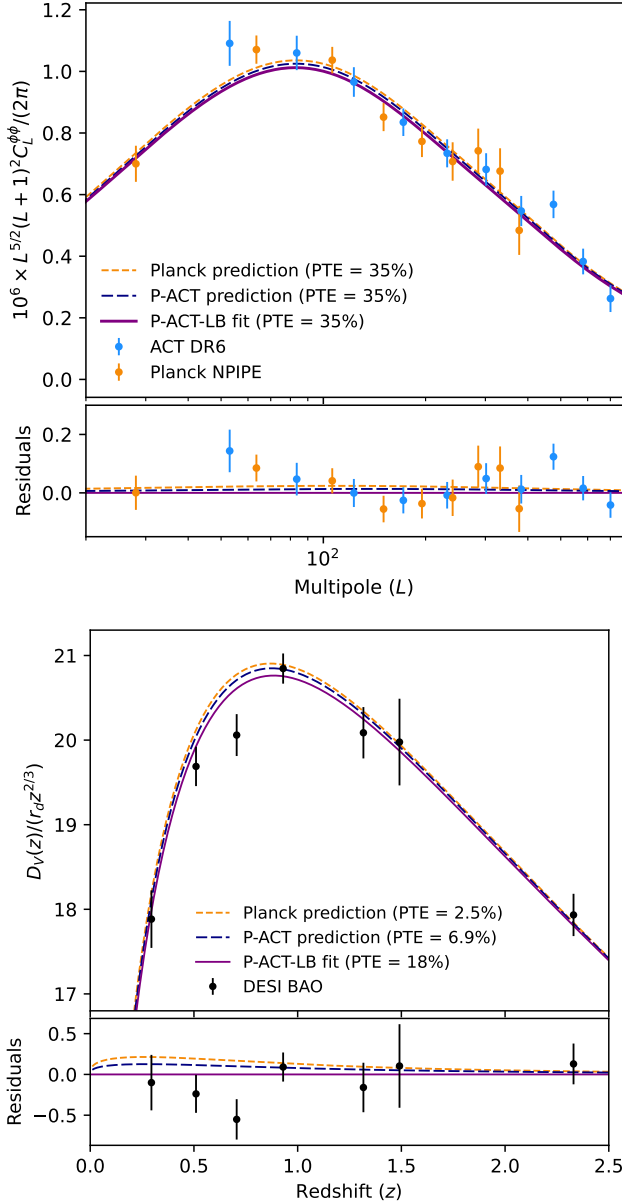 1.2
1.0
0.8
0.6
0.4
0.2
0.0
10⁶ × L^{5/2}(L + 1)²C_L^{ϕϕ}/(2π)
Planck prediction (PTE = 35%)
P-ACT prediction (PTE = 35%)
P-ACT-LB fit (PTE = 35%)
ACT DR6
Planck NPIPE
0.2
0.0
Residuals
10²
Multipole (L)
21
20
19
18
17
D_V(z)/(r_d z^{2/3})
Planck prediction (PTE = 2.5%)
P-ACT prediction (PTE = 6.9%)
P-ACT-LB fit (PTE = 18%)
DESI BAO
0.5
0.0
−0.5
Residuals
0.0 0.5 1.0 1.5 2.0 2.5
Redshift (z)